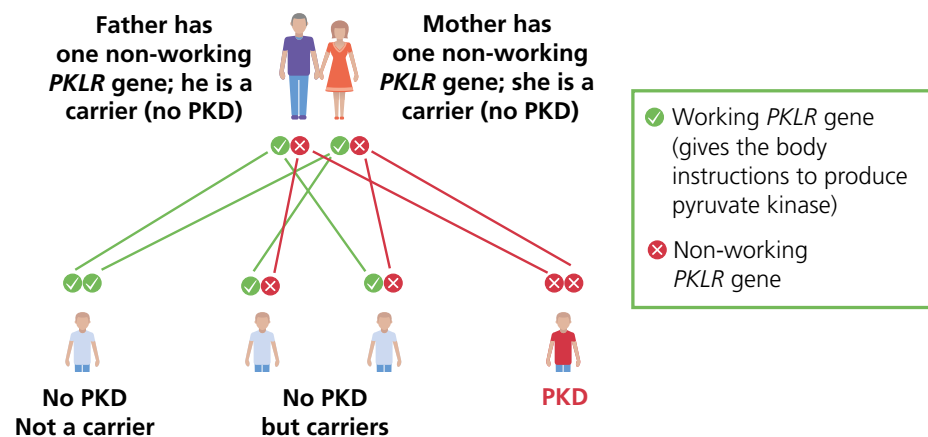 Father has
one non-working
PKLR gene; he is a
carrier (no PKD)
Mother has
one non-working
PKLR gene; she is a
carrier (no PKD)
Working PKLR gene
(gives the body
instructions to produce
pyruvate kinase)
Non-working
PKLR gene
No PKD
Not a carrier
No PKD
but carriers
PKD